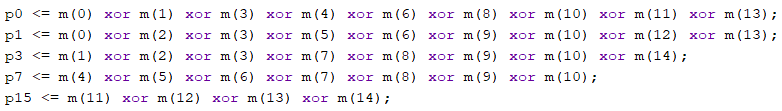 p0 <= m(0) xor m(1) xor m(3) xor m(4) xor m(6) xor m(8) xor m(10) xor m(11) xor m(13);
p1 <= m(0) xor m(2) xor m(3) xor m(5) xor m(6) xor m(9) xor m(10) xor m(12) xor m(13);
p3 <= m(1) xor m(2) xor m(3) xor m(7) xor m(8) xor m(9) xor m(10) xor m(14);
p7 <= m(4) xor m(5) xor m(6) xor m(7) xor m(8) xor m(9) xor m(10);
p15 <= m(11) xor m(12) xor m(13) xor m(14);